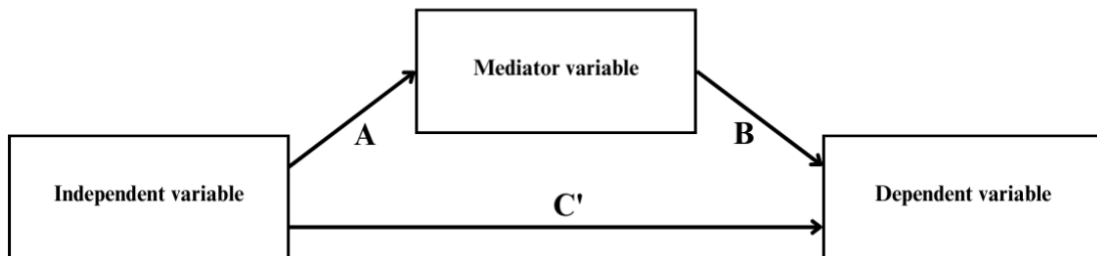 Mediator variable
A
B
Independent variable
C'
Dependent variable